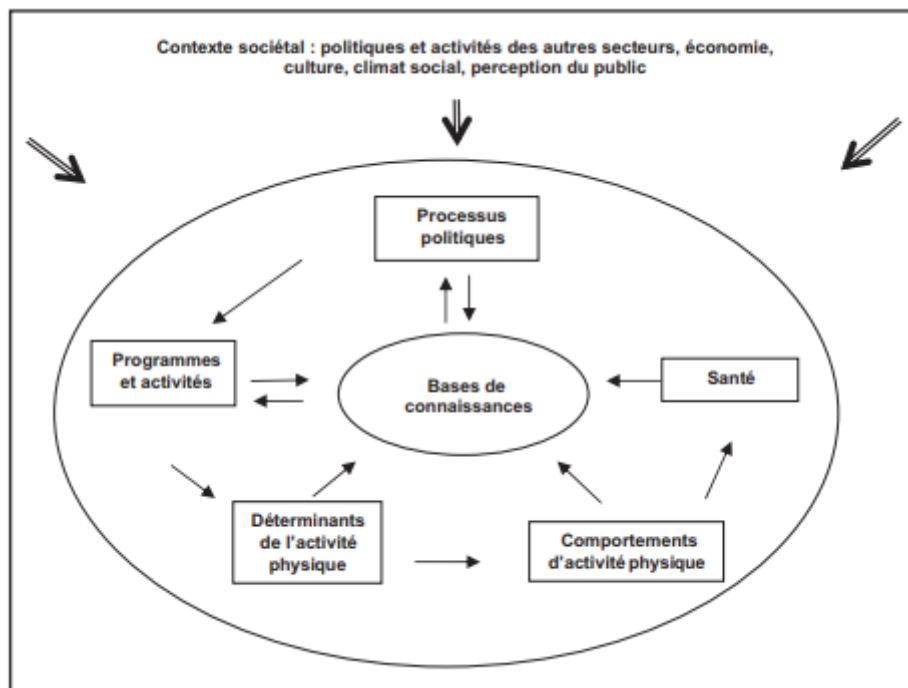 Contexte sociétal : politiques et activités des autres secteurs, économie,
culture, climat social, perception du public
Processus
politiques
Programmes
et activités
Bases de
connaissances
Santé
Déterminants
de l'activité
physique
Comportements
d'activité physique